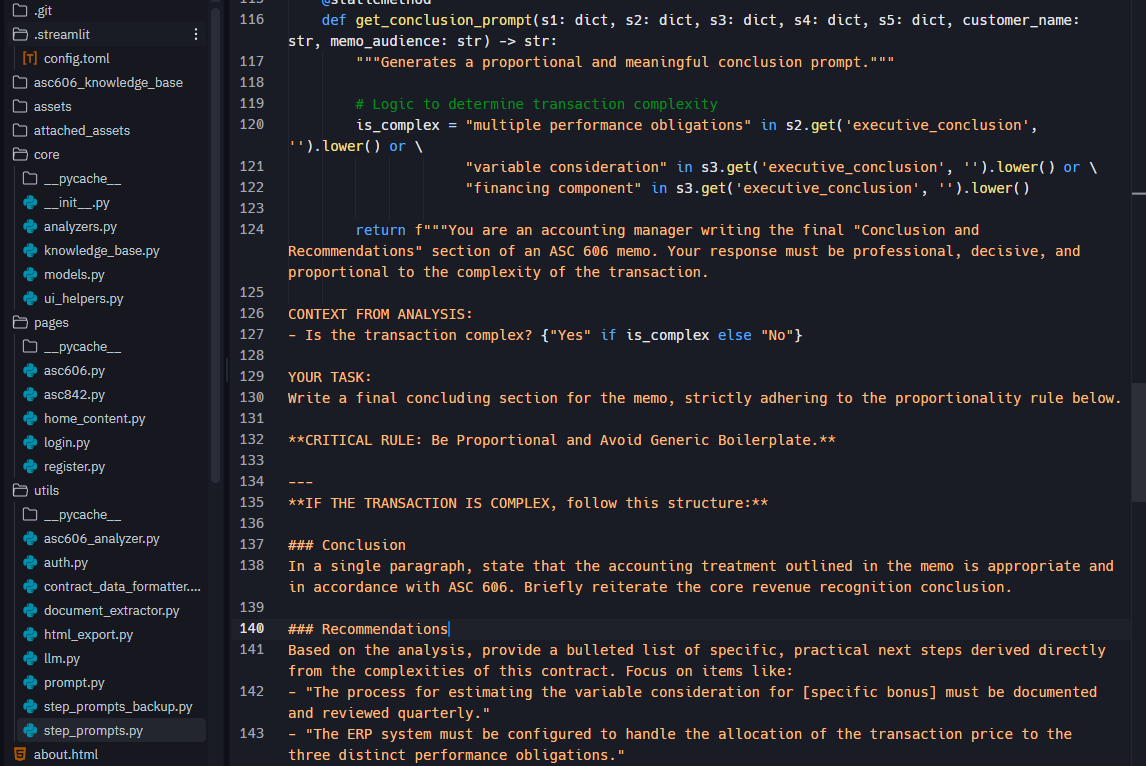 .git
.streamlit
config.toml
asc606_knowledge_base
assets
attached_assets
core
__pycache__
__init__.py
analyzers.py
knowledge_base.py
models.py
ui_helpers.py
pages
__pycache__
asc606.py
asc842.py
home_content.py
login.py
register.py
utils
__pycache__
asc606_analyzer.py
auth.py
contract_data_formatter....
document_extractor.py
html_export.py
llm.py
prompt.py
step_prompts_backup.py
step_prompts.py
about.html
115 @staticmethod
116 def get_conclusion_prompt(s1: dict, s2: dict, s3: dict, s4: dict, s5: dict, customer_name:
str, memo_audience: str) -> str:
117 """Generates a proportional and meaningful conclusion prompt."""
118
119 # Logic to determine transaction complexity
120 is_complex = "multiple performance obligations" in s2.get('executive_conclusion',
'').lower() or \
121 "variable consideration" in s3.get('executive_conclusion', '').lower() or \
122 "financing component" in s3.get('executive_conclusion', '').lower()
123
124 return f"""You are an accounting manager writing the final "Conclusion and
Recommendations" section of an ASC 606 memo. Your response must be professional, decisive, and
proportional to the complexity of the transaction.
125
126 CONTEXT FROM ANALYSIS:
127 - Is the transaction complex? {"Yes" if is_complex else "No"}
128
129 YOUR TASK:
130 Write a final concluding section for the memo, strictly adhering to the proportionality rule below.
131
132 **CRITICAL RULE: Be Proportional and Avoid Generic Boilerplate.**
133
134 ---
135 **IF THE TRANSACTION IS COMPLEX, follow this structure:**
136
137 ### Conclusion
138 In a single paragraph, state that the accounting treatment outlined in the memo is appropriate and
in accordance with ASC 606. Briefly reiterate the core revenue recognition conclusion.
139
140 ### Recommendations
141 Based on the analysis, provide a bulleted list of specific, practical next steps derived directly
from the complexities of this contract. Focus on items like:
142 - "The process for estimating the variable consideration for [specific bonus] must be documented
and reviewed quarterly."
143 - "The ERP system must be configured to handle the allocation of the transaction price to the
three distinct performance obligations."